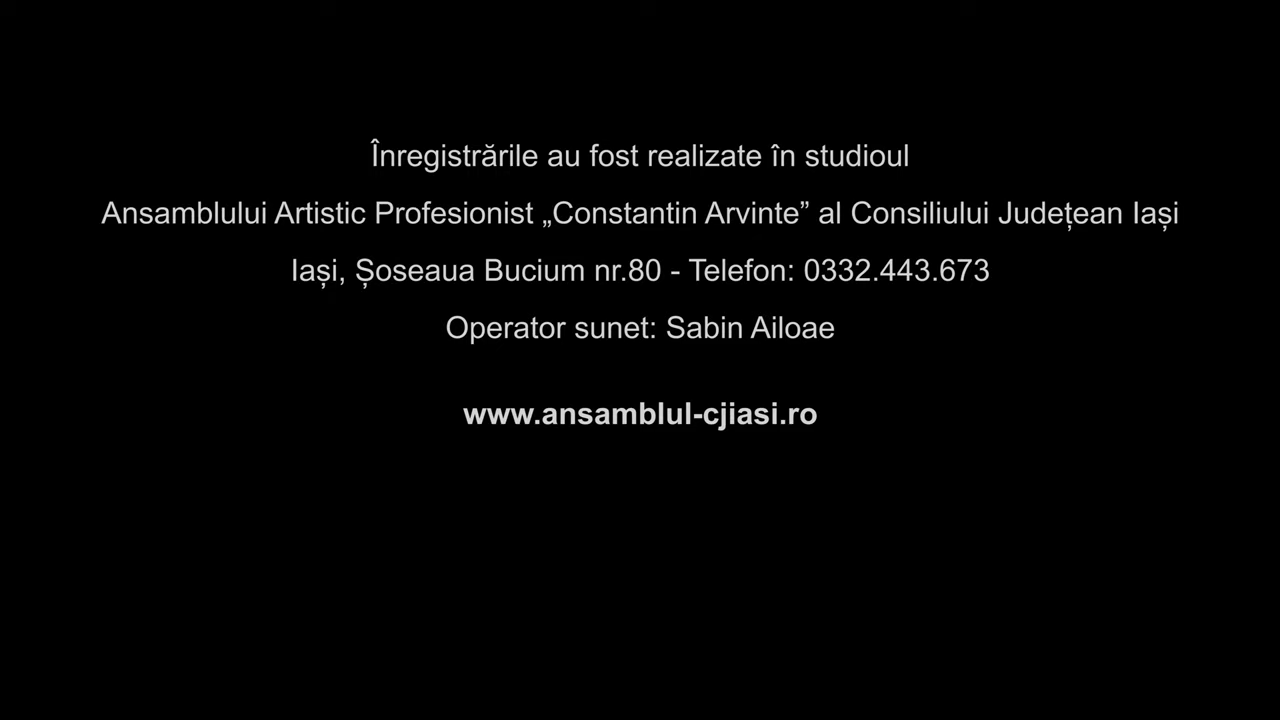 Înregistrările au fost realizate în studioul
Ansamblului Artistic Profesionist „Constantin Arvinte” al Consiliului Județean Iași
Iași, Șoseaua Bucium nr.80 - Telefon: 0332.443.673
Operator sunet: Sabin Ailoae
www.ansamblul-cjiasi.ro